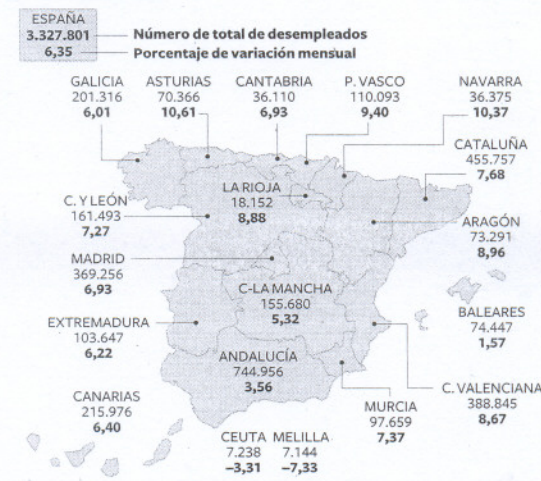 ESPAÑA
3.327.801 Número de total de desempleados
6,35 Porcentaje de variación mensual
GALICIA
201.316
6,01
ASTURIAS
70.366
10,61
CANTABRIA
36.110
6,93
P. VASCO
110.093
9,40
NAVARRA
36.375
10,37
CATALUÑA
455.757
7,68
LA RIOJA
18.152
8,88
C. Y LEÓN
161.493
7,27
ARAGÓN
73.291
8,96
MADRID
369.256
6,93
C-LA MANCHA
155.680
5,32
BALEARES
74.447
1,57
EXTREMADURA
103.647
6,22
ANDALUCÍA
744.956
3,56
C. VALENCIANA
388.845
8,67
CANARIAS
215.976
6,40
MURCIA
97.659
7,37
CEUTA
7.238
–3,31
MELILLA
7.144
–7,33